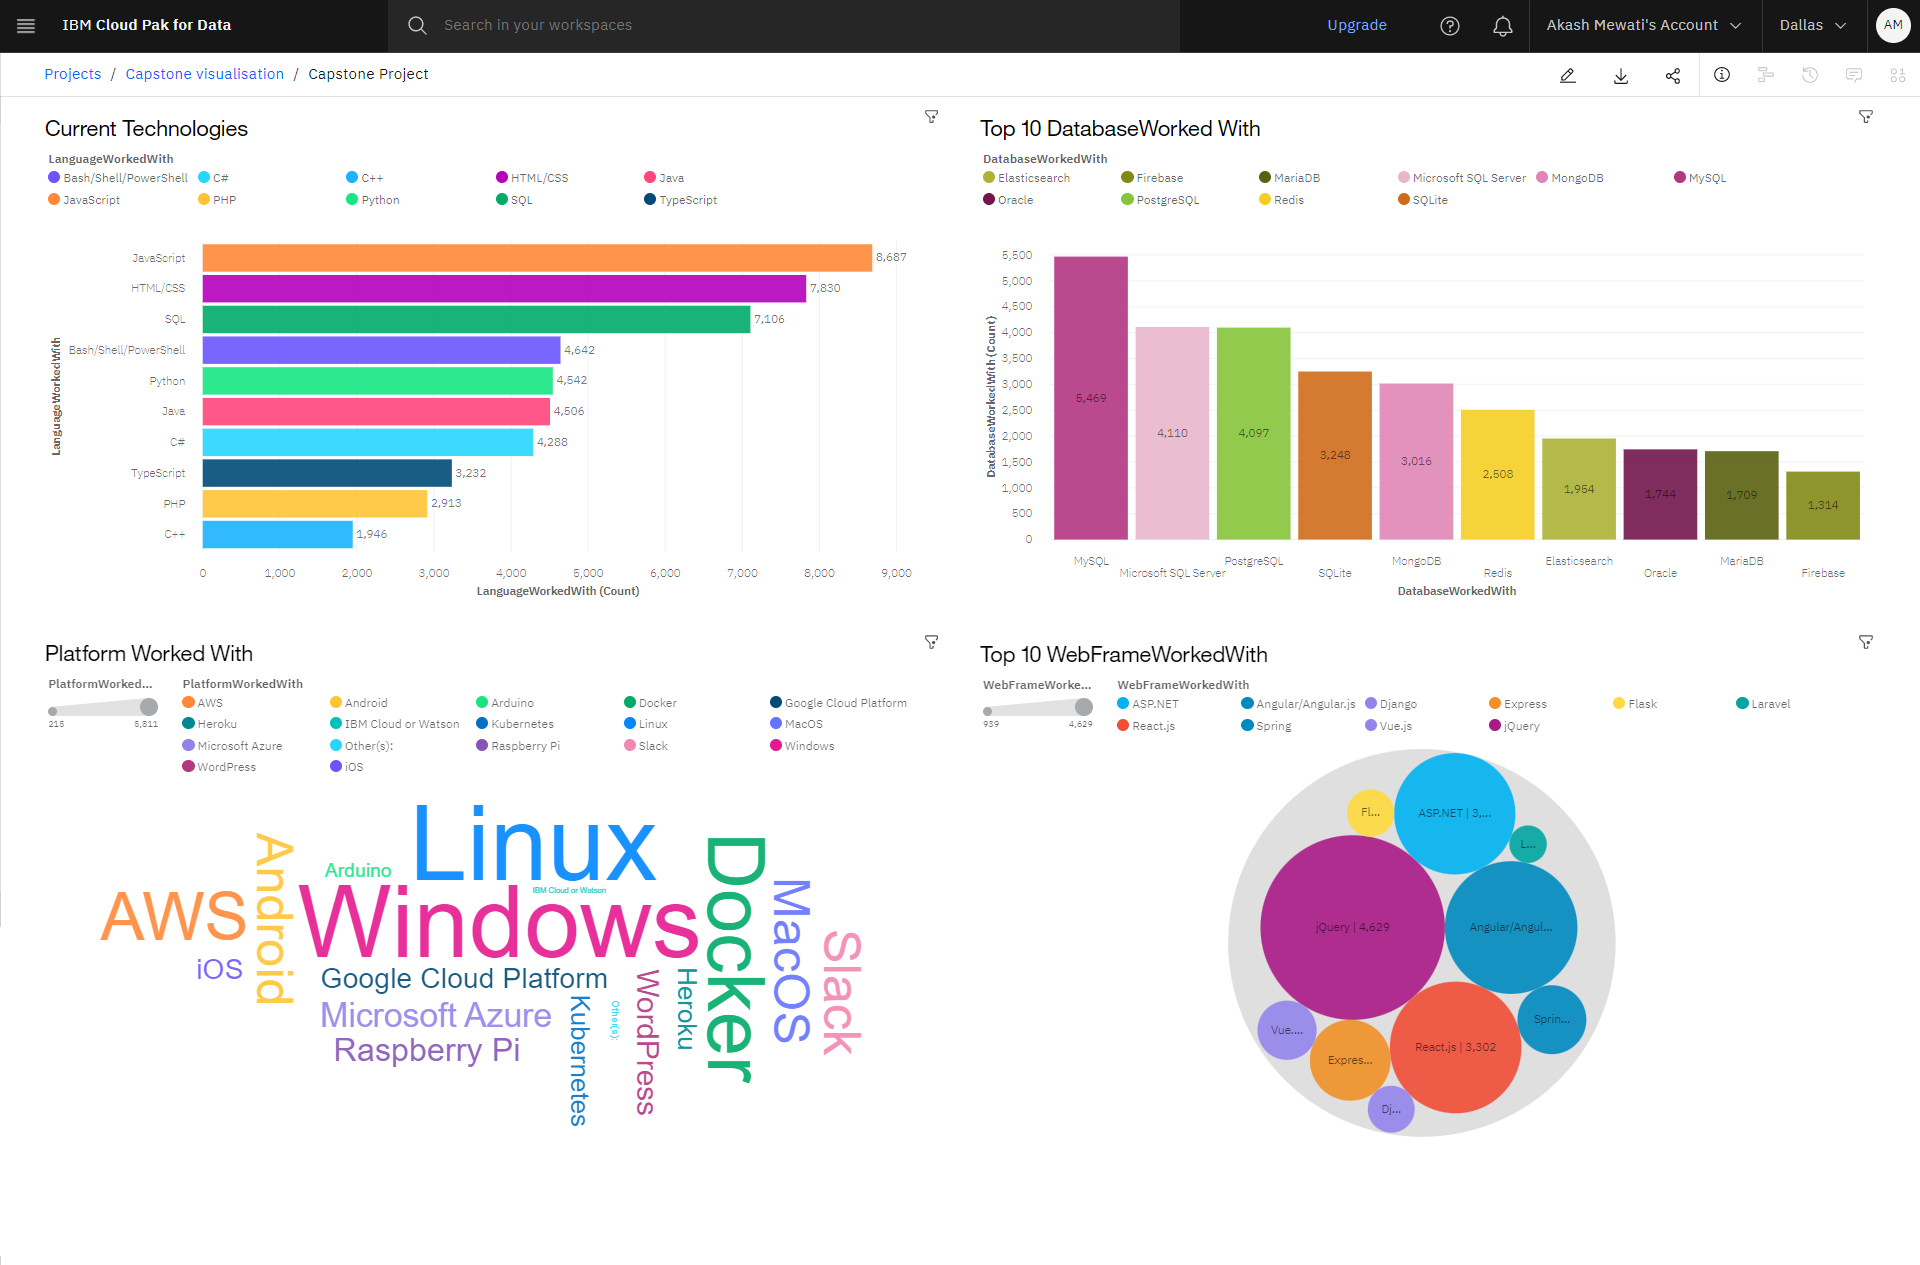 IBM Cloud Pak for Data
Search in your workspaces
Upgrade
Akash Mewati's Account
Dallas
AM
Projects / Capstone visualisation / Capstone Project
Current Technologies
LanguageWorkedWith
Bash/Shell/PowerShell C# C++ HTML/CSS Java
JavaScript PHP Python SQL TypeScript
LanguageWorkedWith
JavaScript 8,687
HTML/CSS 7,830
SQL 7,106
Bash/Shell/PowerShell 4,642
Python 4,542
Java 4,506
C# 4,288
TypeScript 3,232
PHP 2,913
C++ 1,946
0 1,000 2,000 3,000 4,000 5,000 6,000 7,000 8,000 9,000
LanguageWorkedWith (Count)
Top 10 DatabaseWorked With
DatabaseWorkedWith
Elasticsearch Firebase MariaDB Microsoft SQL Server MongoDB MySQL
Oracle PostgreSQL Redis SQLite
DatabaseWorkedWith (Count)
5,500
5,000
4,500
4,000
3,500
3,000
2,500
2,000
1,500
1,000
500
0
5,469 4,110 4,097 3,248 3,016 2,508 1,954 1,744 1,709 1,314
MySQL PostgreSQL MongoDB Elasticsearch MariaDB
Microsoft SQL Server SQLite Redis Oracle Firebase
DatabaseWorkedWith
Platform Worked With
PlatformWorked...
215 5,811
PlatformWorkedWith
AWS Android Arduino Docker Google Cloud Platform
Heroku IBM Cloud or Watson Kubernetes Linux MacOS
Microsoft Azure Other(s): Raspberry Pi Slack Windows
WordPress iOS
Linux
Android
Arduino
Docker
IBM Cloud or Watson
AWS
Windows
MacOS
Slack
iOS
Google Cloud Platform
WordPress
Heroku
Microsoft Azure
Kubernetes
Other(s):
Raspberry Pi
Top 10 WebFrameWorkedWith
WebFrameWorke...
939 4,629
WebFrameWorkedWith
ASP.NET Angular/Angular.js Django Express Flask Laravel
React.js Spring Vue.js jQuery
Fl...
ASP.NET | 3,...
L...
jQuery | 4,629
Angular/Angul...
Sprin...
Vue....
React.js | 3,302
Expres...
Dj...